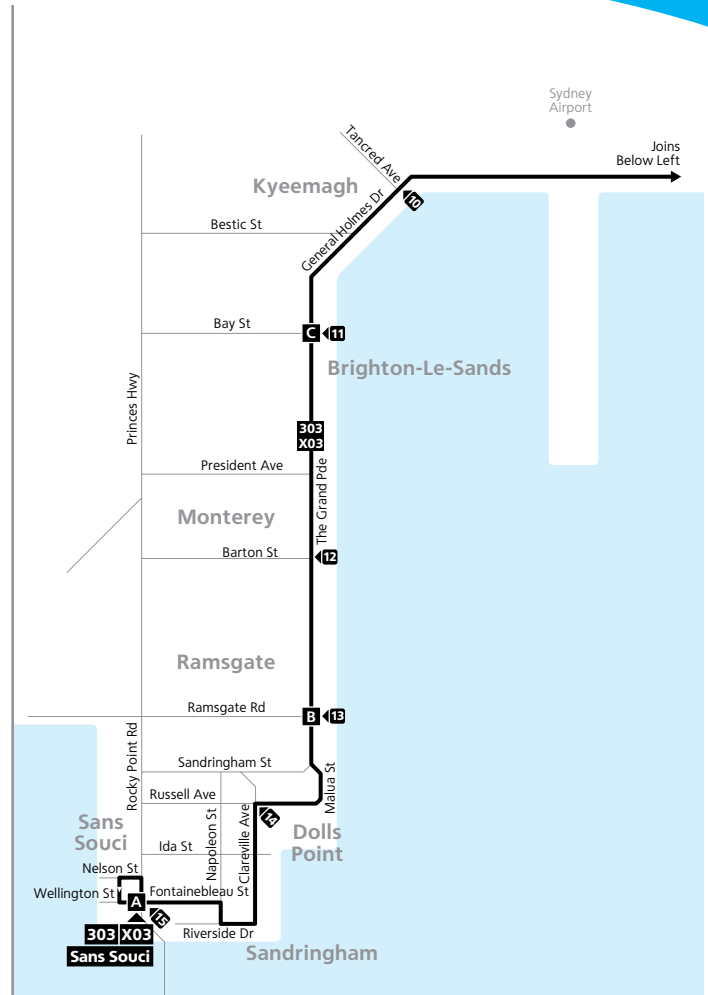 Sydney
Airport
Joins
Below Left
Tancred Ave
Kyeemagh
10
General Holmes Dr
Bestic St
Bay St
C
11
Brighton-Le-Sands
Princes Hwy
303
X03
President Ave
The Grand Pde
Monterey
Barton St
12
Ramsgate
Ramsgate Rd
B
13
Rocky Point Rd
Sandringham St
Malua St
Russell Ave
Napoleon St
Clareville Ave
14
Sans
Souci
Dolls
Point
Ida St
Nelson St
Wellington St
A
Fontainebleau St
15
303 X03
Riverside Dr
Sans Souci
Sandringham